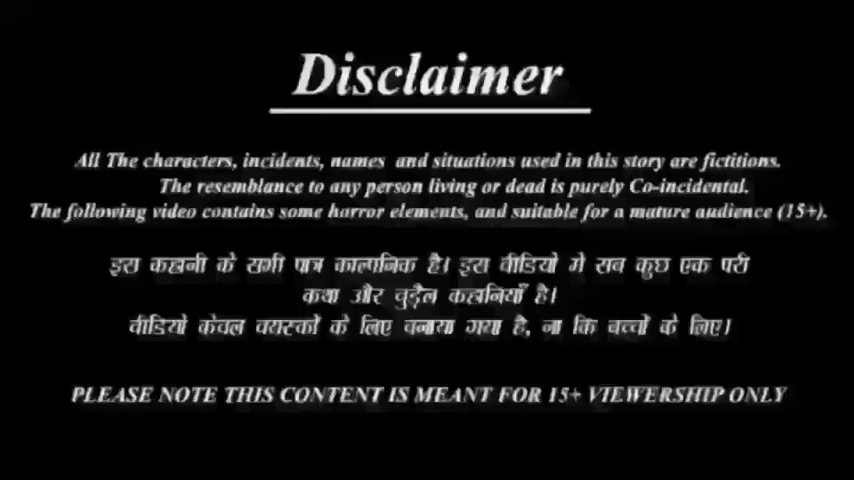 Disclaimer
All The characters, incidents, names and situations used in this story are fictitions.
The resemblance to any person living or dead is purely Co-incidental.
The following video contains some horror elements, and suitable for a mature audience (15+).
इस कहानी के सभी पात्र काल्पनिक है। इस वीडियो मे सब कुछ एक परी
कथा और चुड़ैल कहानियाँ है।
वीडियो केवल वयस्कों के लिए बनाया गया है, ना कि बच्चों के लिए।
PLEASE NOTE THIS CONTENT IS MEANT FOR 15+ VIEWERSHIP ONLY